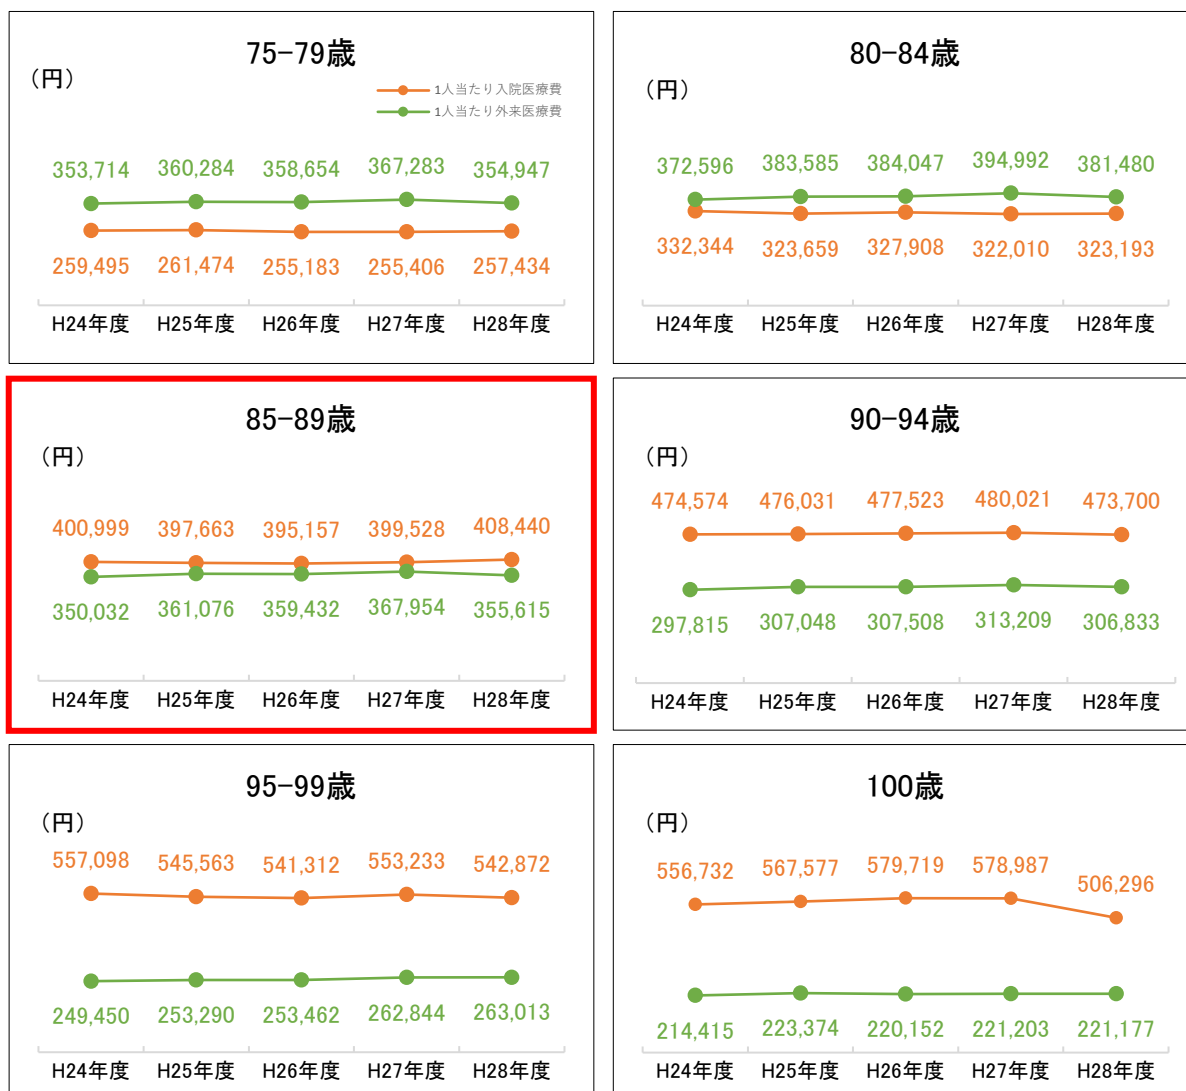 75-79歳
（円）
1人当たり入院医療費
1人当たり外来医療費
353,714 360,284 358,654 367,283 354,947
259,495 261,474 255,183 255,406 257,434
H24年度 H25年度 H26年度 H27年度 H28年度
80-84歳
（円）
372,596 383,585 384,047 394,992 381,480
332,344 323,659 327,908 322,010 323,193
H24年度 H25年度 H26年度 H27年度 H28年度
85-89歳
（円）
400,999 397,663 395,157 399,528 408,440
350,032 361,076 359,432 367,954 355,615
H24年度 H25年度 H26年度 H27年度 H28年度
90-94歳
（円）
474,574 476,031 477,523 480,021 473,700
297,815 307,048 307,508 313,209 306,833
H24年度 H25年度 H26年度 H27年度 H28年度
95-99歳
（円）
557,098 545,563 541,312 553,233 542,872
249,450 253,290 253,462 262,844 263,013
H24年度 H25年度 H26年度 H27年度 H28年度
100歳
（円）
556,732 567,577 579,719 578,987 506,296
214,415 223,374 220,152 221,203 221,177
H24年度 H25年度 H26年度 H27年度 H28年度